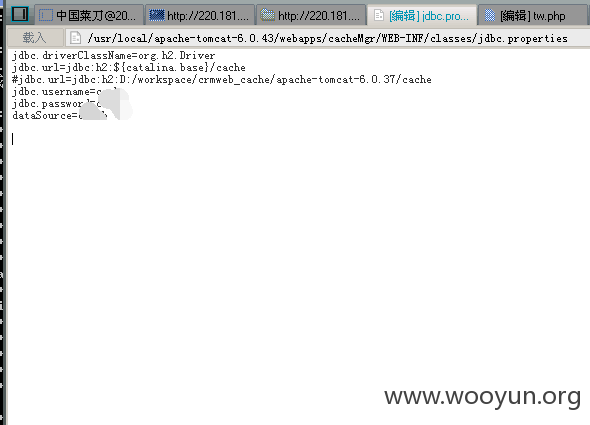 中国菜刀@20...
http://220.181....
http://220.181....
[编辑] jdbc.pro...
[编辑] tw.php
载入
/usr/local/apache-tomcat-6.0.43/webapps/cacheMgr/WEB-INF/classes/jdbc.properties
jdbc.driverClassName=org.h2.Driver
jdbc.url=jdbc:h2:${catalina.base}/cache
#jdbc.url=jdbc:h2:D:/workspace/crmweb_cache/apache-tomcat-6.0.37/cache
jdbc.username=
jdbc.password=
dataSource=
www.wooyun.org